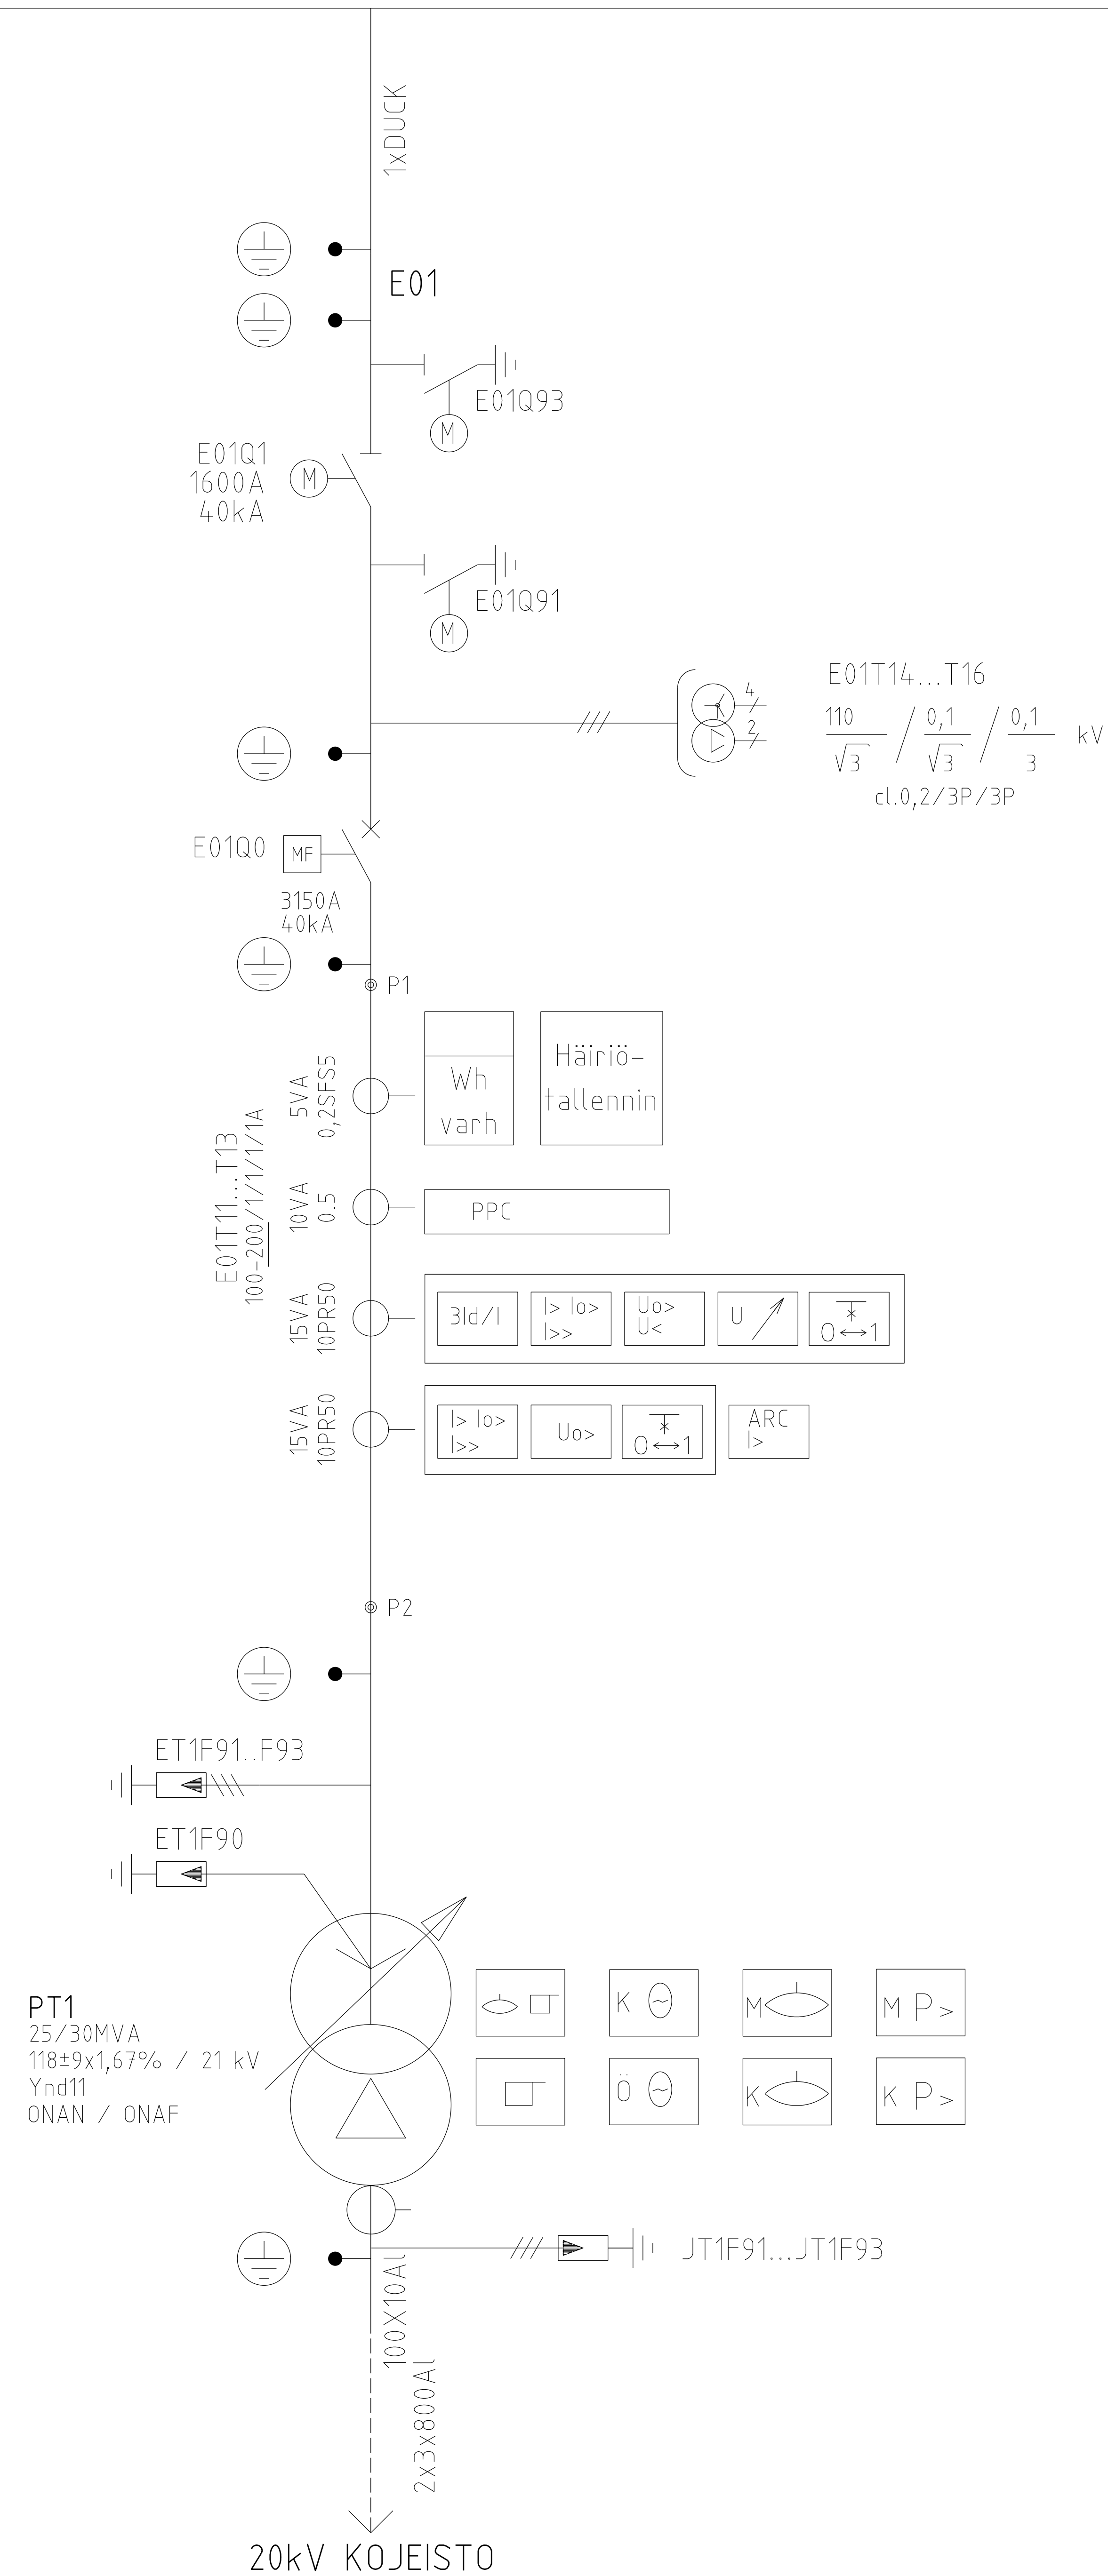 1xDUCK
E01
E01Q93
M
E01Q1
1600A
40kA
M
E01Q91
M
E01T14...T16
4
2
110
√3
/
0,1
√3
/
0,1
3
kV
cl.0,2/3P/3P
E01Q0
MF
3150A
40kA
P1
E01T11...T13
100-200/1/1/1/1A
5VA
0,2SFS5
Wh
varh
Häiriö-
tallennin
10VA
0.5
PPC
15VA
10PR50
3Id/I
I> Io>
I>>
Uo>
U<
U
0↔1
15VA
10PR50
I> Io>
I>>
Uo>
0↔1
ARC
I>
P2
ET1F91..F93
ET1F90
PT1
25/30MVA
118±9x1,67% / 21 kV
Ynd11
ONAN / ONAF
K
M
M P>
Ö
K
K P>
JT1F91...JT1F93
100X10Al
2x3x800Al
20kV KOJEISTO